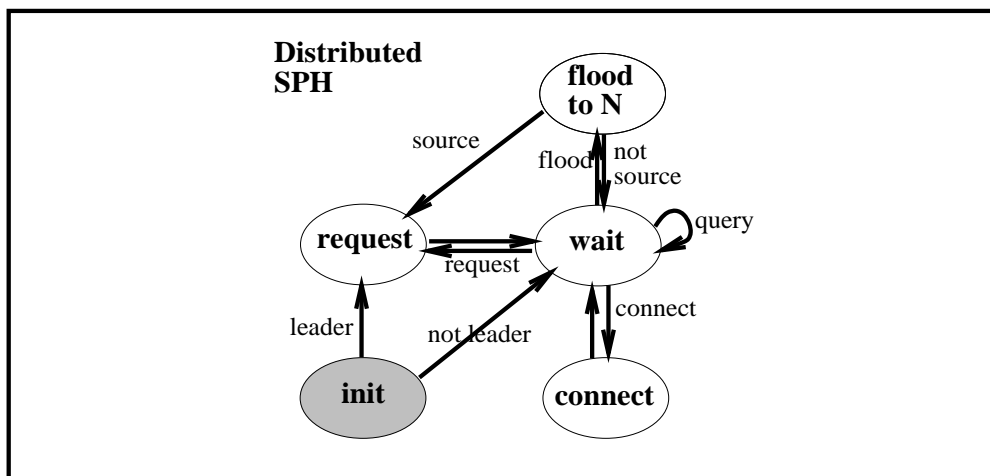 Distributed
SPH
flood
to N
source
flood
not
source
query
request
wait
request
connect
leader
not leader
init
connect